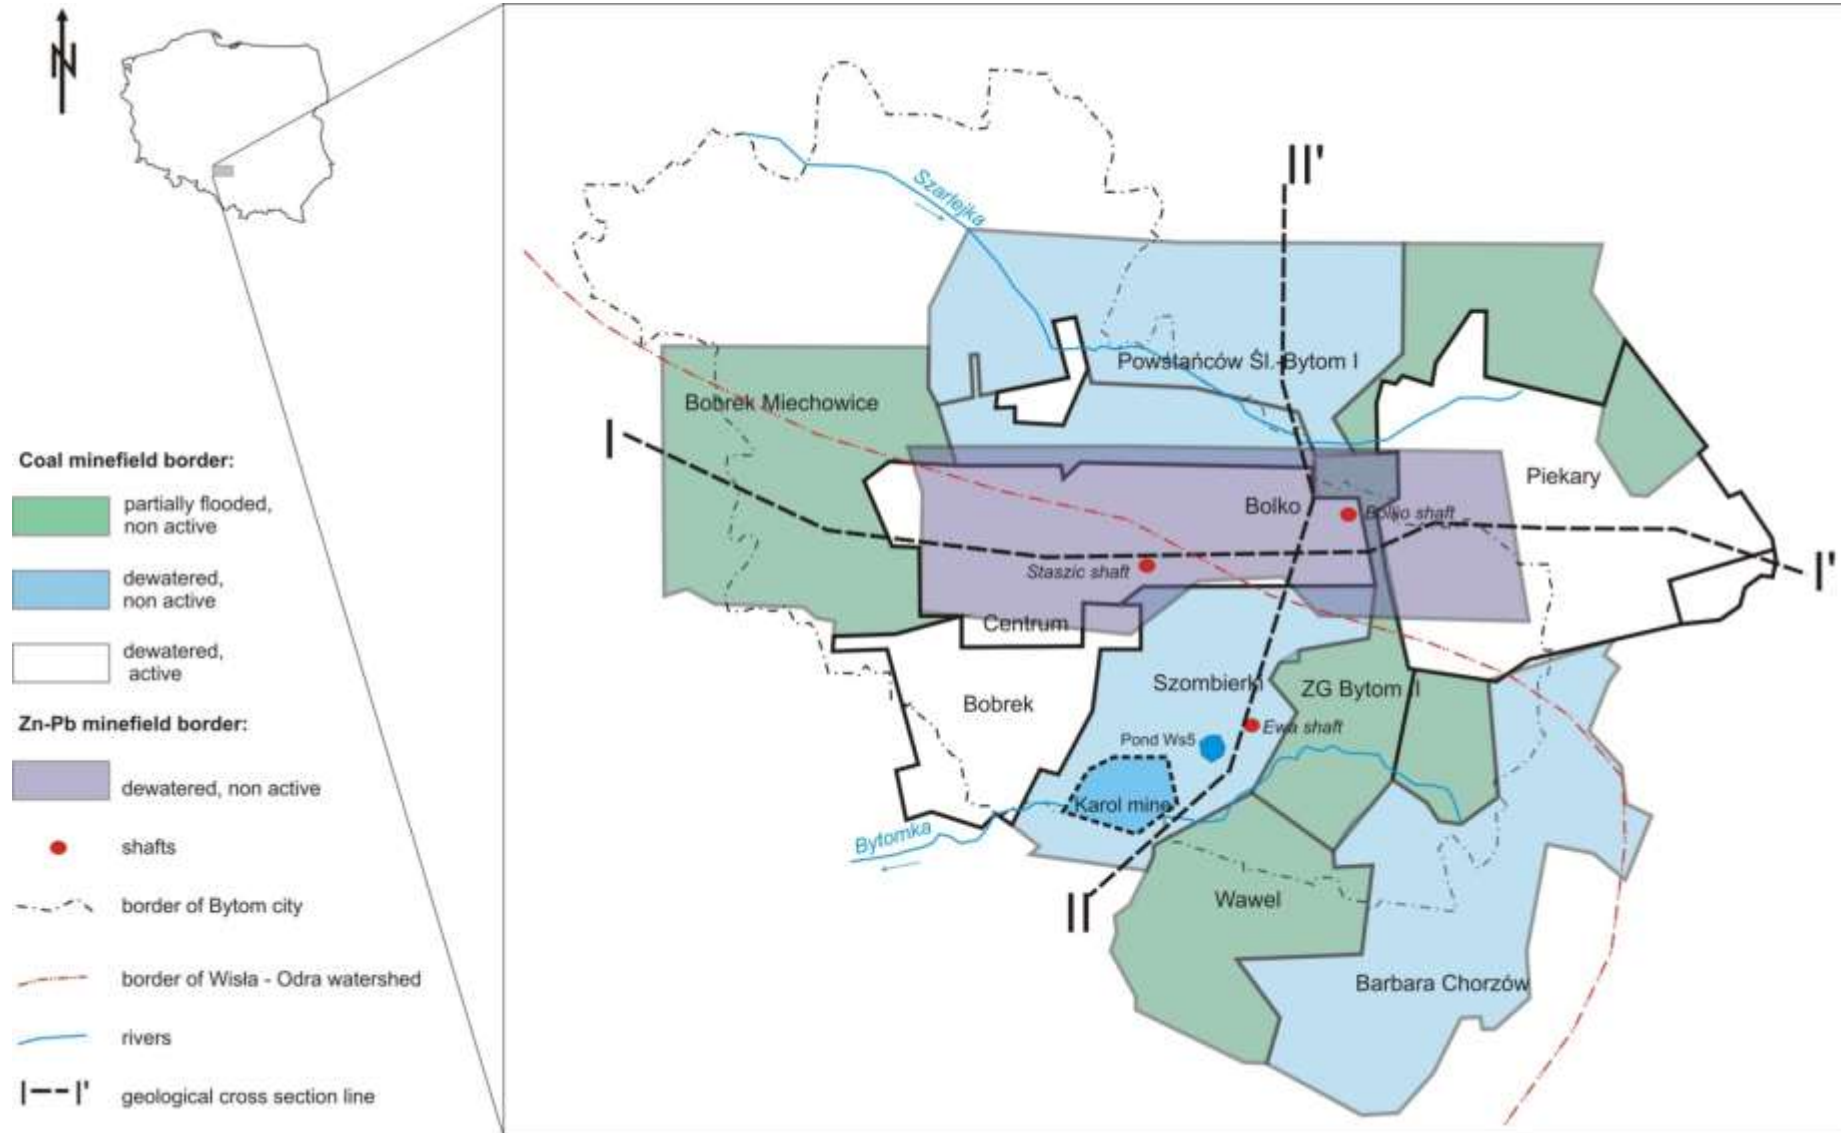 N
Coal minefield border:
partially flooded,
non active
dewatered,
non active
dewatered,
active
Zn-Pb minefield border:
dewatered, non active
shafts
border of Bytom city
border of Wisła - Odra watershed
rivers
I I'
geological cross section line
II'
Szarlejka
Powstańców Śl.-Bytom I
Bobrek Miechowice
I
Piekary
Bolko
Bolko shaft
Staszic shaft
I'
Centrum
Szombierki
ZG Bytom II
Bobrek
Ewa shaft
Pond Ws5
Karol mine
Bytomka
Wawel
II
Barbara Chorzów